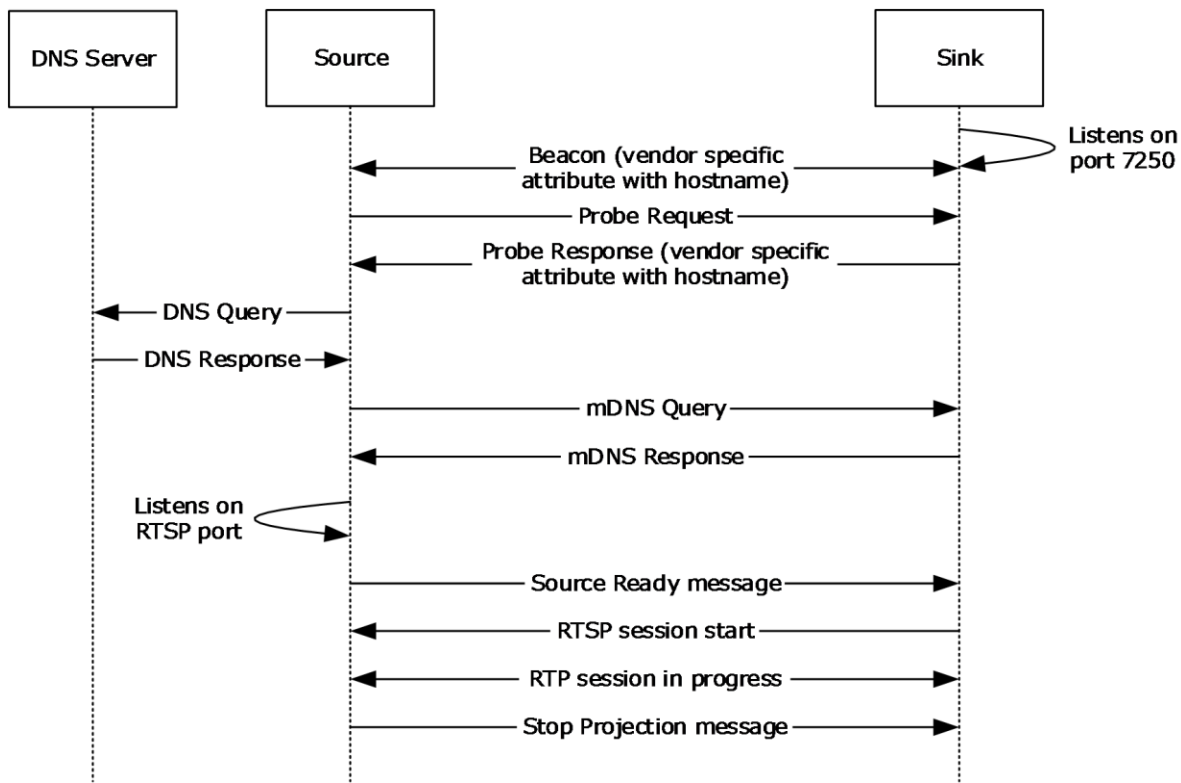 DNS Server
Source
Sink
Listens on
port 7250
Beacon (vendor specific
attribute with hostname)
Probe Request
Probe Response (vendor specific
attribute with hostname)
DNS Query
DNS Response
mDNS Query
mDNS Response
Listens on
RTSP port
Source Ready message
RTSP session start
RTP session in progress
Stop Projection message